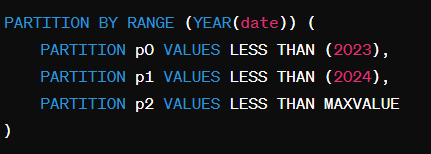 PARTITION BY RANGE (YEAR(date)) (
    PARTITION p0 VALUES LESS THAN (2023),
    PARTITION p1 VALUES LESS THAN (2024),
    PARTITION p2 VALUES LESS THAN MAXVALUE
)